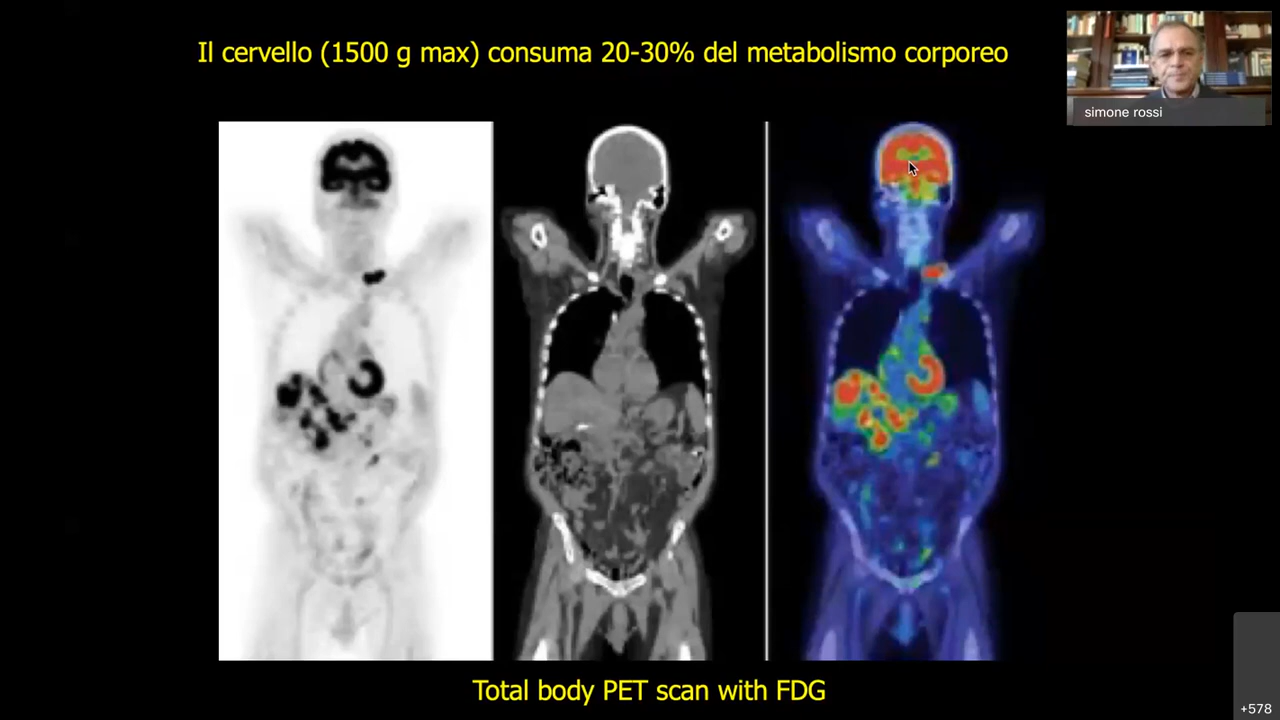 Il cervello (1500 g max) consuma 20-30% del metabolismo corporeo
simone rossi
Total body PET scan with FDG
+578